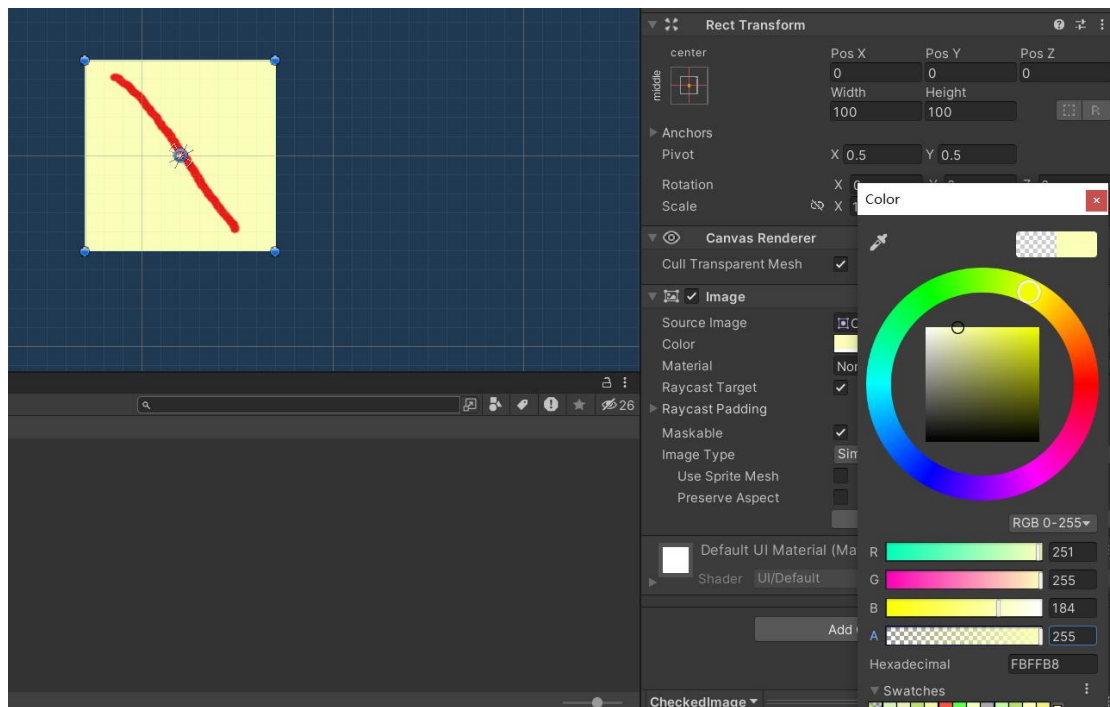 Rect Transform
center
Pos X Pos Y Pos Z
middle
0 0 0
Width Height
100 100 R
Anchors
Pivot X 0.5 Y 0.5
Rotation X
Scale X
Color
Canvas Renderer
Cull Transparent Mesh
Image
Source Image
Color
Material
Raycast Target
Raycast Padding
26
Maskable
Image Type
Use Sprite Mesh
Preserve Aspect
RGB 0-255
Default UI Material
R 251
Shader UI/Default
G 255
B 184
Add
A 255
Hexadecimal FBFFB8
Swatches
CheckedImage